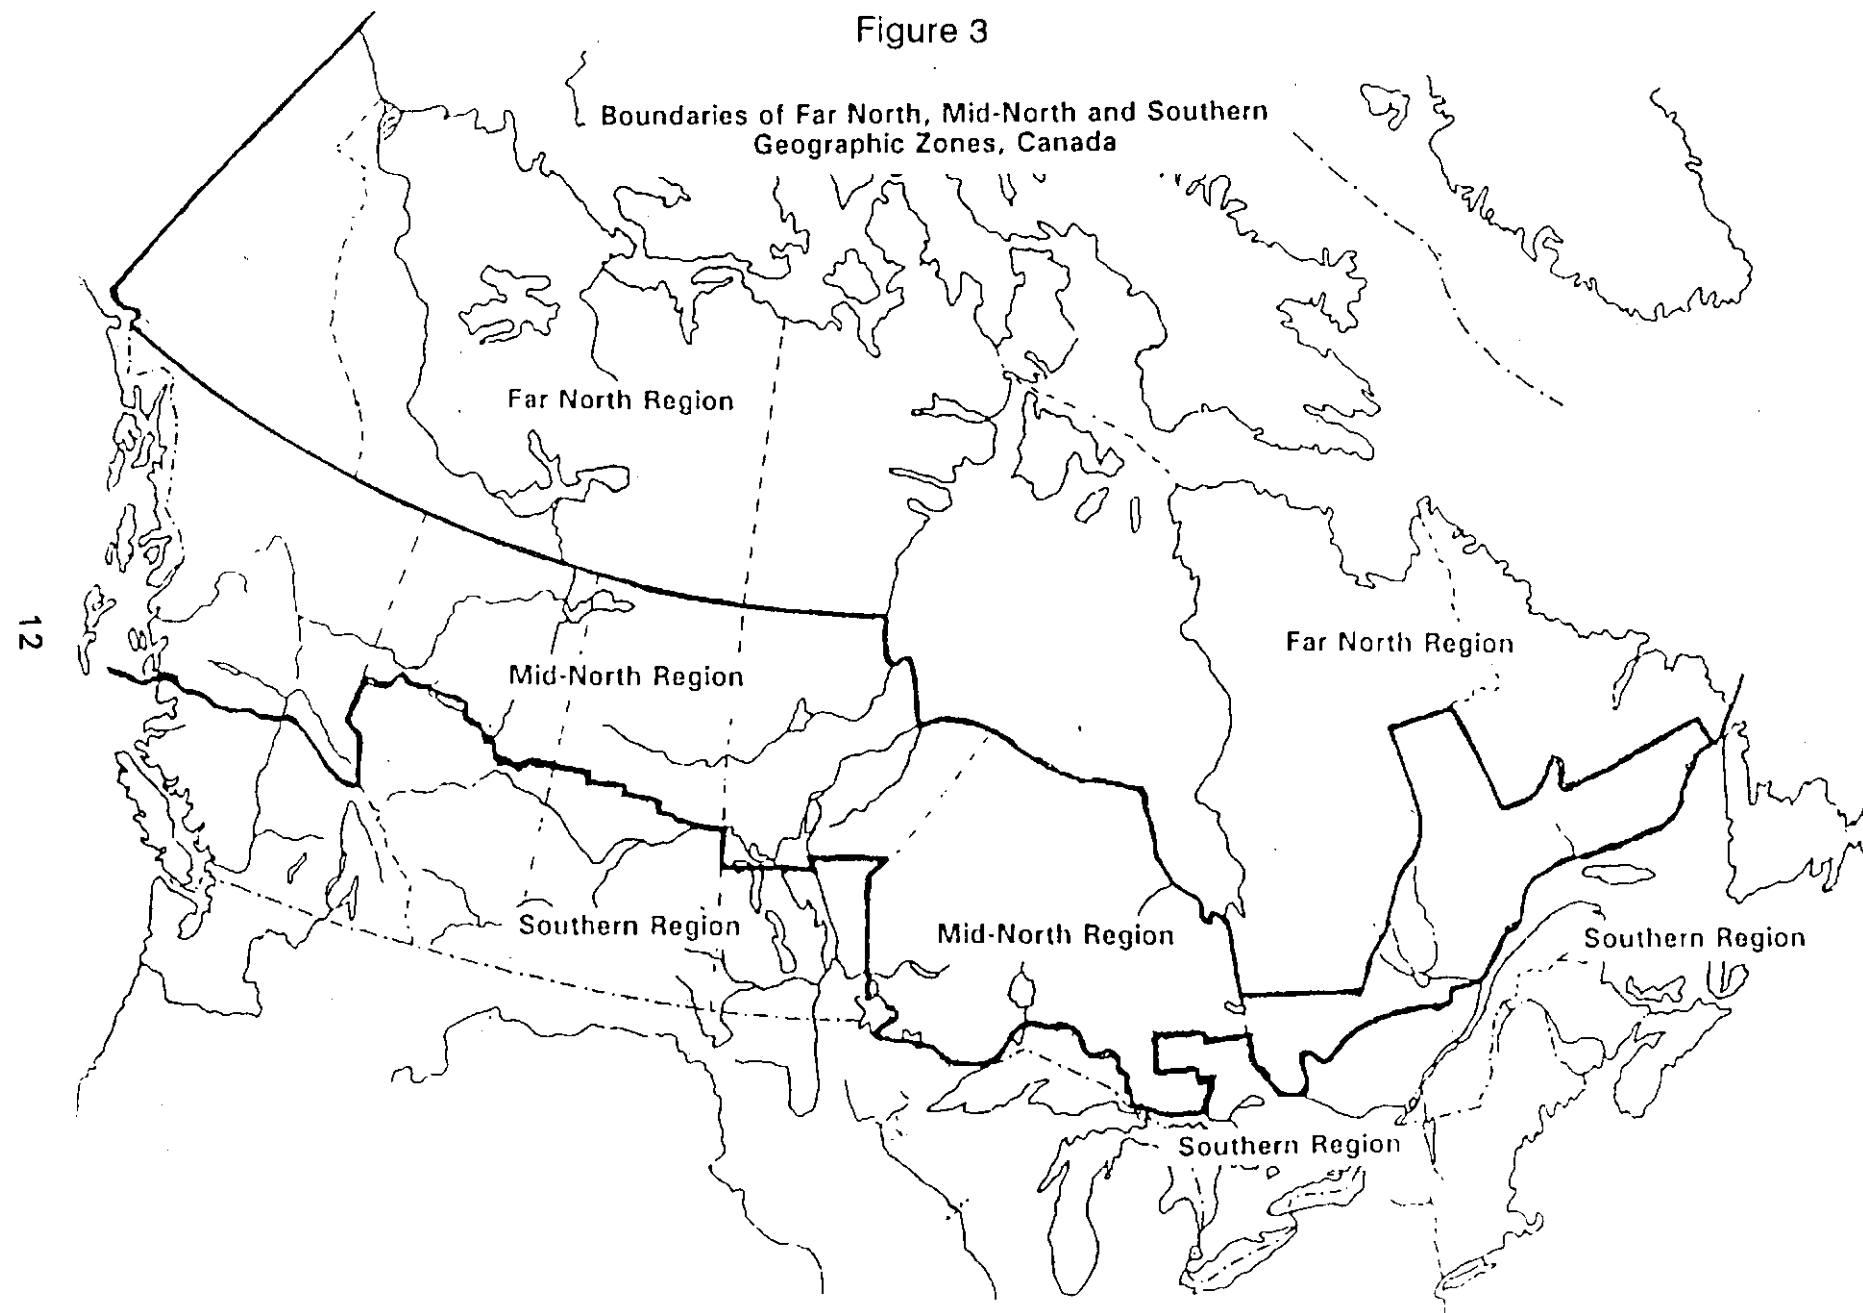 Figure 3
Boundaries of Far North, Mid-North and Southern
Geographic Zones, Canada
Far North Region
12
Far North Region
Mid-North Region
Southern Region
Mid-North Region
Southern Region
Southern Region